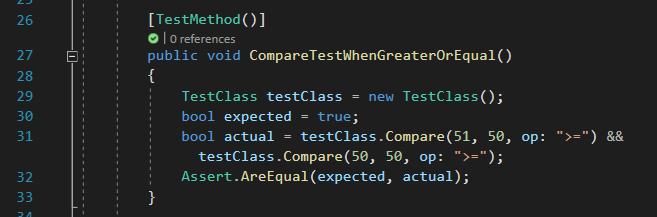 26 [TestMethod()]
| 0 references
27 public void CompareTestWhenGreaterOrEqual()
28 {
29 TestClass testClass = new TestClass();
30 bool expected = true;
31 bool actual = testClass.Compare(51, 50, op: ">=") &&
testClass.Compare(50, 50, op: ">=");
32 Assert.AreEqual(expected, actual);
33 }